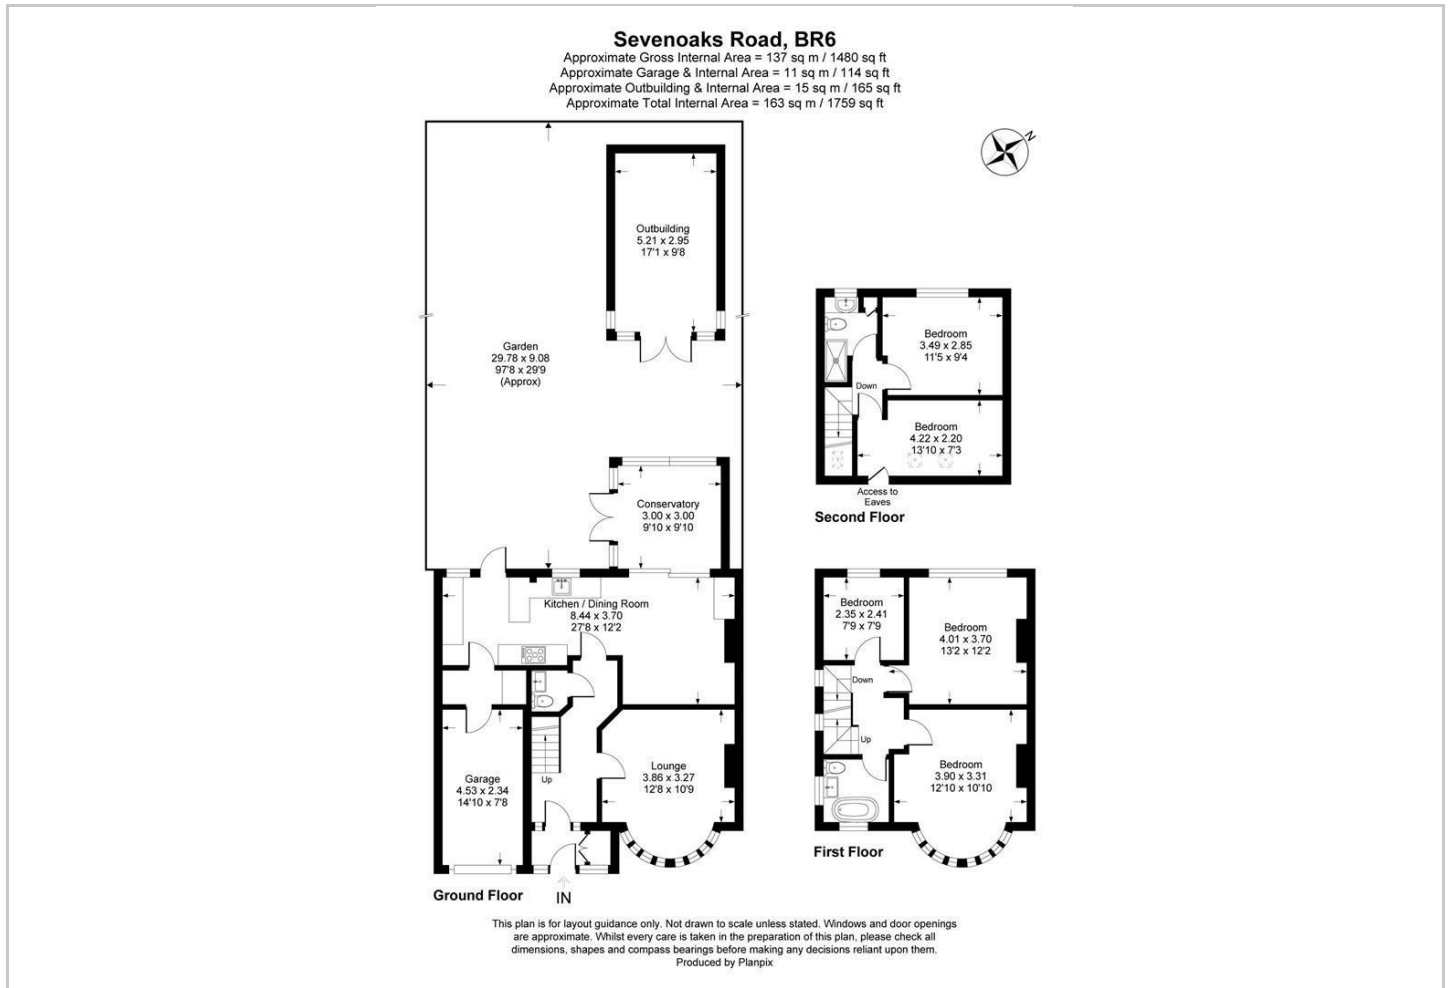 Sevenoaks Road, BR6
Approximate Gross Internal Area = 137 sq m / 1480 sq ft
Approximate Garage & Internal Area = 11 sq m / 114 sq ft
Approximate Outbuilding & Internal Area = 15 sq m / 165 sq ft
Approximate Total Internal Area = 163 sq m / 1759 sq ft
N
Outbuilding
5.21 x 2.95
17'1 x 9'8
Garden
29.78 x 9.08
97'8 x 29'9
(Approx)
Conservatory
3.00 x 3.00
9'10 x 9'10
Kitchen / Dining Room
8.44 x 3.70
27'8 x 12'2
Garage
4.53 x 2.34
14'10 x 7'8
Up
Lounge
3.86 x 3.27
12'8 x 10'9
Ground Floor
IN
Bedroom
3.49 x 2.85
11'5 x 9'4
Down
Bedroom
4.22 x 2.20
13'10 x 7'3
Access to
Eaves
Second Floor
Bedroom
2.35 x 2.41
7'9 x 7'9
Bedroom
4.01 x 3.70
13'2 x 12'2
Down
Up
Bedroom
3.90 x 3.31
12'10 x 10'10
First Floor
This plan is for layout guidance only. Not drawn to scale unless stated. Windows and door openings
are approximate. Whilst every care is taken in the preparation of this plan, please check all
dimensions, shapes and compass bearings before making any decisions reliant upon them.
Produced by Planpix